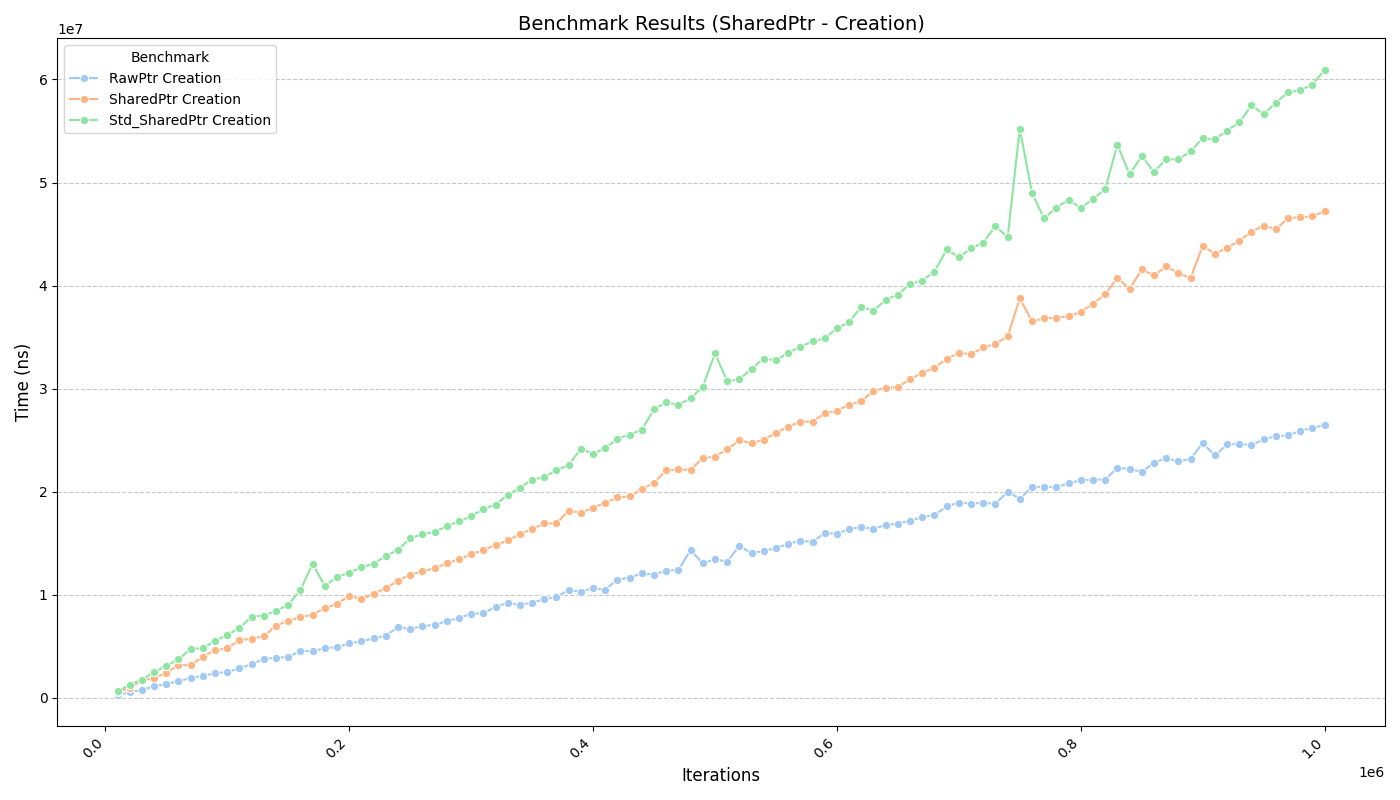 Benchmark Results (SharedPtr - Creation)
1e7
Benchmark
RawPtr Creation
SharedPtr Creation
Std_SharedPtr Creation
6
5
4
3
2
1
0
Time (ns)
0.0
0.2
0.4
0.6
0.8
1.0
Iterations
1e6